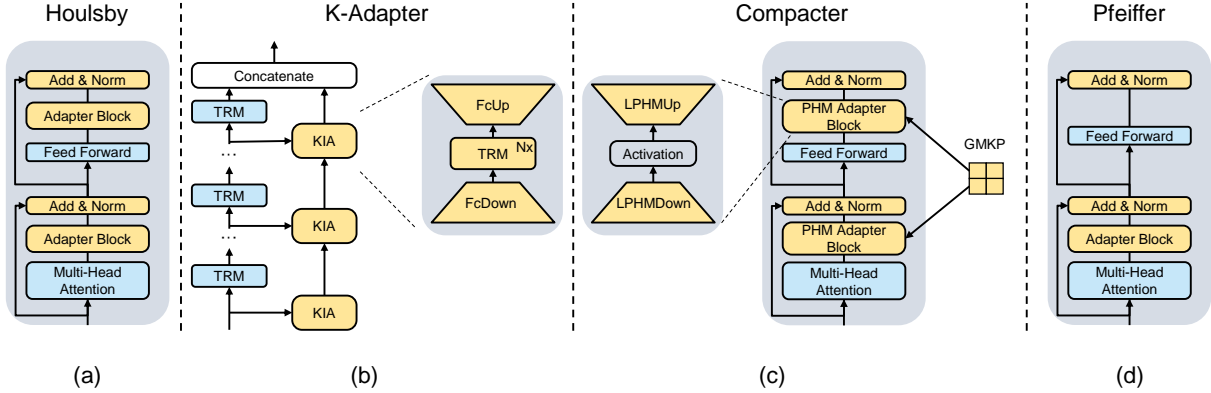 Houlsby
Add & Norm
Adapter Block
Feed Forward
Add & Norm
Adapter Block
Multi-Head
Attention
(a)
K-Adapter
Concatenate
TRM
KIA
...
TRM
KIA
...
TRM
KIA
FcUp
TRM
Nx
FcDown
(b)
Compacter
LPHMUp
Activation
LPHMDown
Add & Norm
PHM Adapter
Block
Feed Forward
Add & Norm
PHM Adapter
Block
Multi-Head
Attention
GMKP
(c)
Pfeiffer
Add & Norm
Feed Forward
Add & Norm
Adapter Block
Multi-Head
Attention
(d)